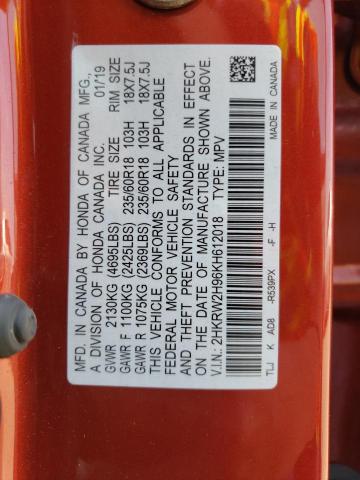 MFD. IN CANADA BY HONDA OF CANADA MFG.,
A DIVISION OF HONDA CANADA INC. 01/19
GVWR 2130KG (4695LBS) TIRE SIZE RIM SIZE
GAWR F 1100KG (2425LBS) 235/60R18 103H 18X7.5J
GAWR R 1075KG (2369LBS) 235/60R18 103H 18X7.5J
THIS VEHICLE CONFORMS TO ALL APPLICABLE
FEDERAL MOTOR VEHICLE SAFETY
AND THEFT PREVENTION STANDARDS IN EFFECT
ON THE DATE OF MANUFACTURE SHOWN ABOVE.
V.I.N.: 2HKRW2H96KH612018 MPV
TLJ K AD8 -R539PX -F -H MADE IN CANADA